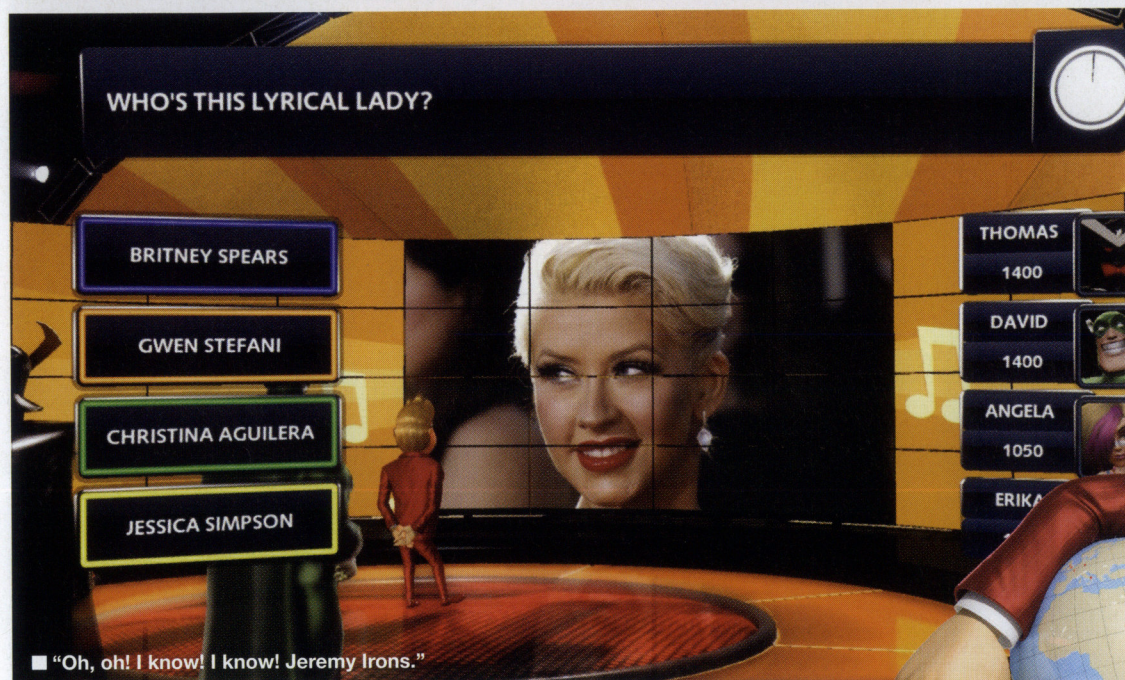 WHO'S THIS LYRICAL LADY?
BRITNEY SPEARS
GWEN STEFANI
CHRISTINA AGUILERA
JESSICA SIMPSON
THOMAS
1400
DAVID
1400
ANGELA
1050
ERIKA
■ “Oh, oh! I know! I know! Jeremy Irons.”